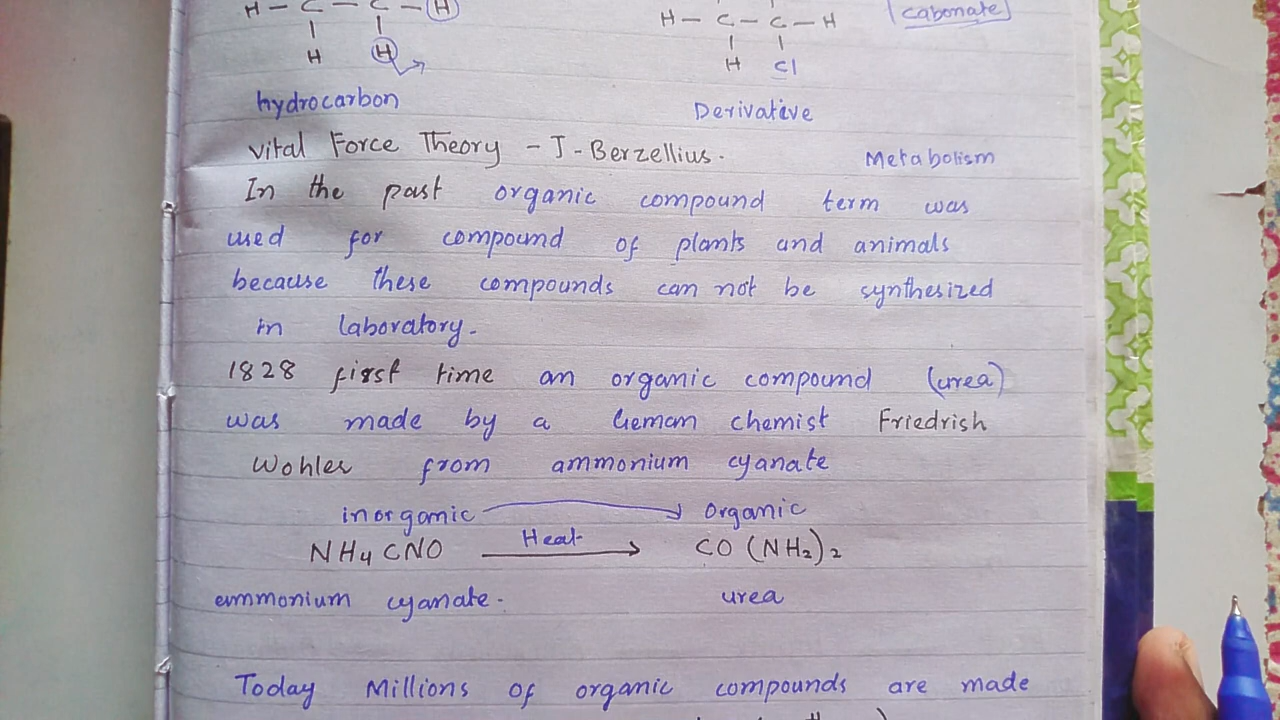 H - C - C - H
H H
H - C - C - H
H Cl
(Cabonate)
hydrocarbon
Derivative
Vital Force Theory - J-Berzellius.
Metabolism
In the past organic compound term was
used for compound of plants and animals
because these compounds can not be synthesized
in laboratory.
1828 first time an organic compound (urea)
was made by a Geman chemist Friedrish
Wohler from ammonium cyanate
inorganic → Organic
NH4 CNO Heat → CO (NH2)2
ammonium cyanate. urea
Today Millions of organic compounds are made